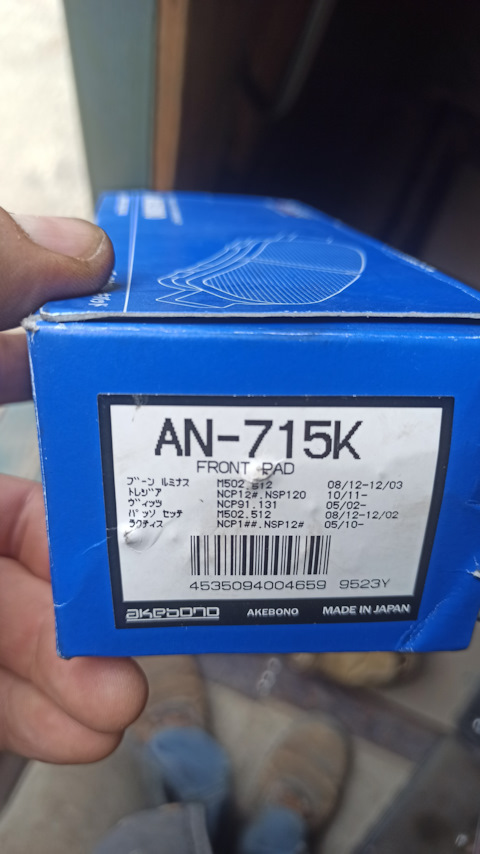 AN-715K
FRONT PAD
ブーン ルミナス M502.512 08/12-12/03
トレジア NCP12#.NSP120 10/11-
ヴィッツ NCP91.131 05/02-
パッソ セッテ M502.512 08/12-12/02
ラクティス NCP1##.NSP12# 05/10-
4535094004659 9523Y
akebono AKEBONO MADE IN JAPAN